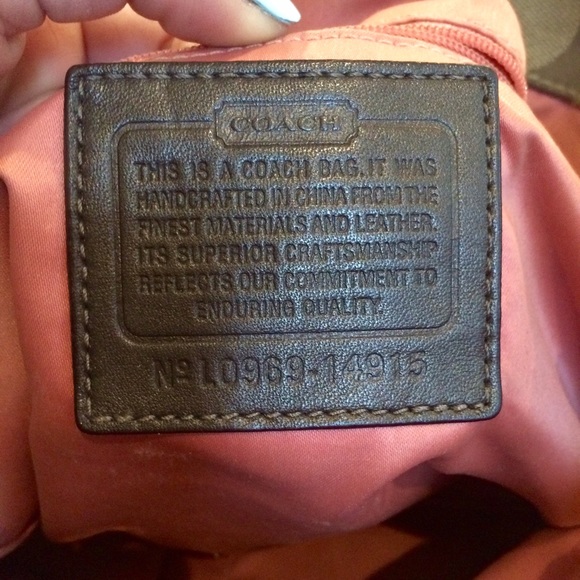 COACH
THIS IS A COACH BAG. IT WAS
HANDCRAFTED IN CHINA FROM THE
FINEST MATERIALS AND LEATHER.
ITS SUPERIOR CRAFTSMANSHIP
REFLECTS OUR COMMITMENT TO
ENDURING QUALITY.
Nº L0969-14915